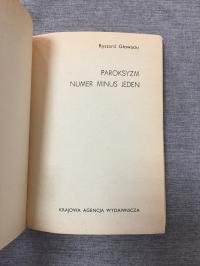 Ryszard Głowacki
PAROKSYZM
NUMER MINUS JEDEN
KRAJOWA AGENCJA WYDAWNICZA